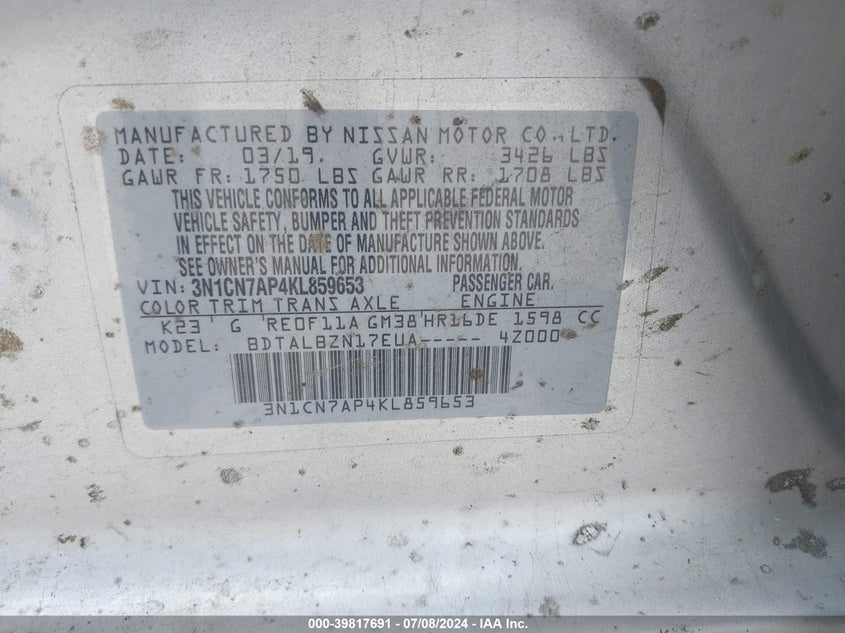 MANUFACTURED BY NISSAN MOTOR CO., LTD.
DATE: 03/19. GVWR: 3426 LBS
GAWR FR: 1750 LBS GAWR RR: 1708 LBS
THIS VEHICLE CONFORMS TO ALL APPLICABLE FEDERAL MOTOR
VEHICLE SAFETY, BUMPER AND THEFT PREVENTION STANDARDS
IN EFFECT ON THE DATE OF MANUFACTURE SHOWN ABOVE.
SEE OWNER'S MANUAL FOR ADDITIONAL INFORMATION.
VIN: 3N1CN7AP4KL859653 PASSENGER CAR.
COLOR TRIM TRANS AXLE ENGINE
K23 G RE0F11A GM38 HR16DE 1598 CC
MODEL: BDTALBZN17EUA----- 4Z000
3N1CN7AP4KL859653
000-39817691 - 07/08/2024 - IAA Inc.